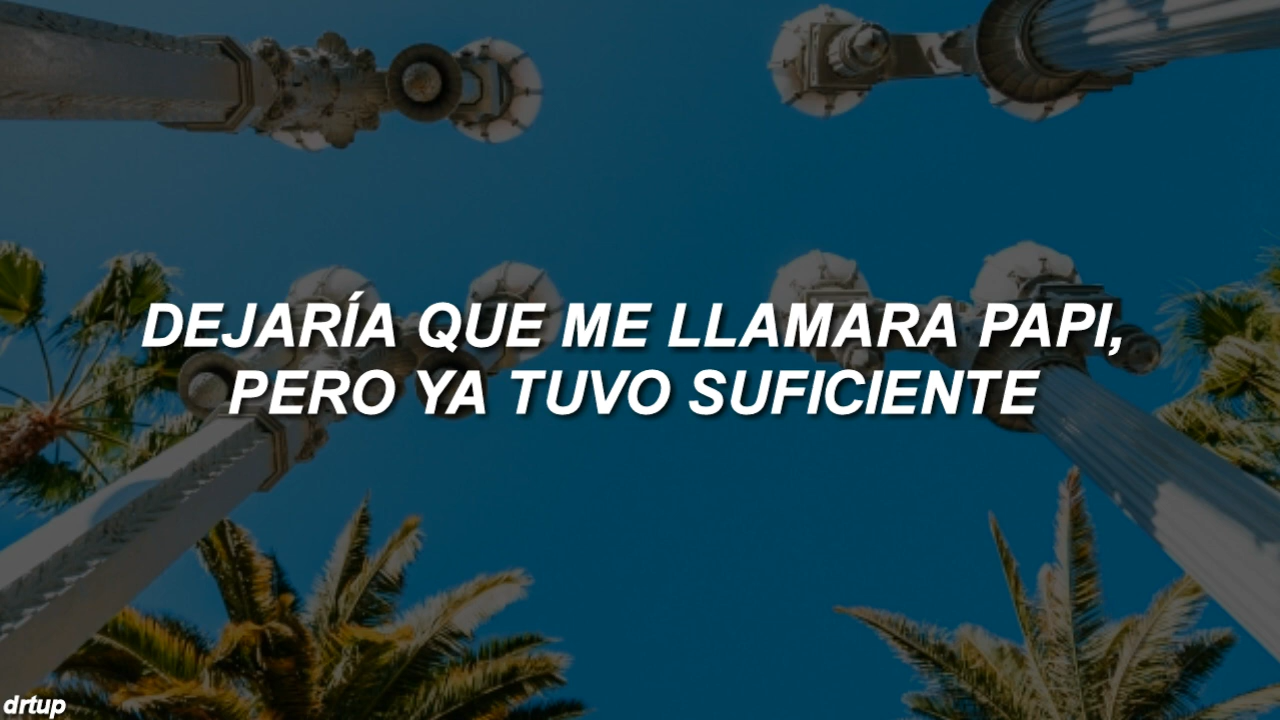 DEJARÍA QUE ME LLAMARA PAPI,
PERO YA TUVO SUFICIENTE
drtup